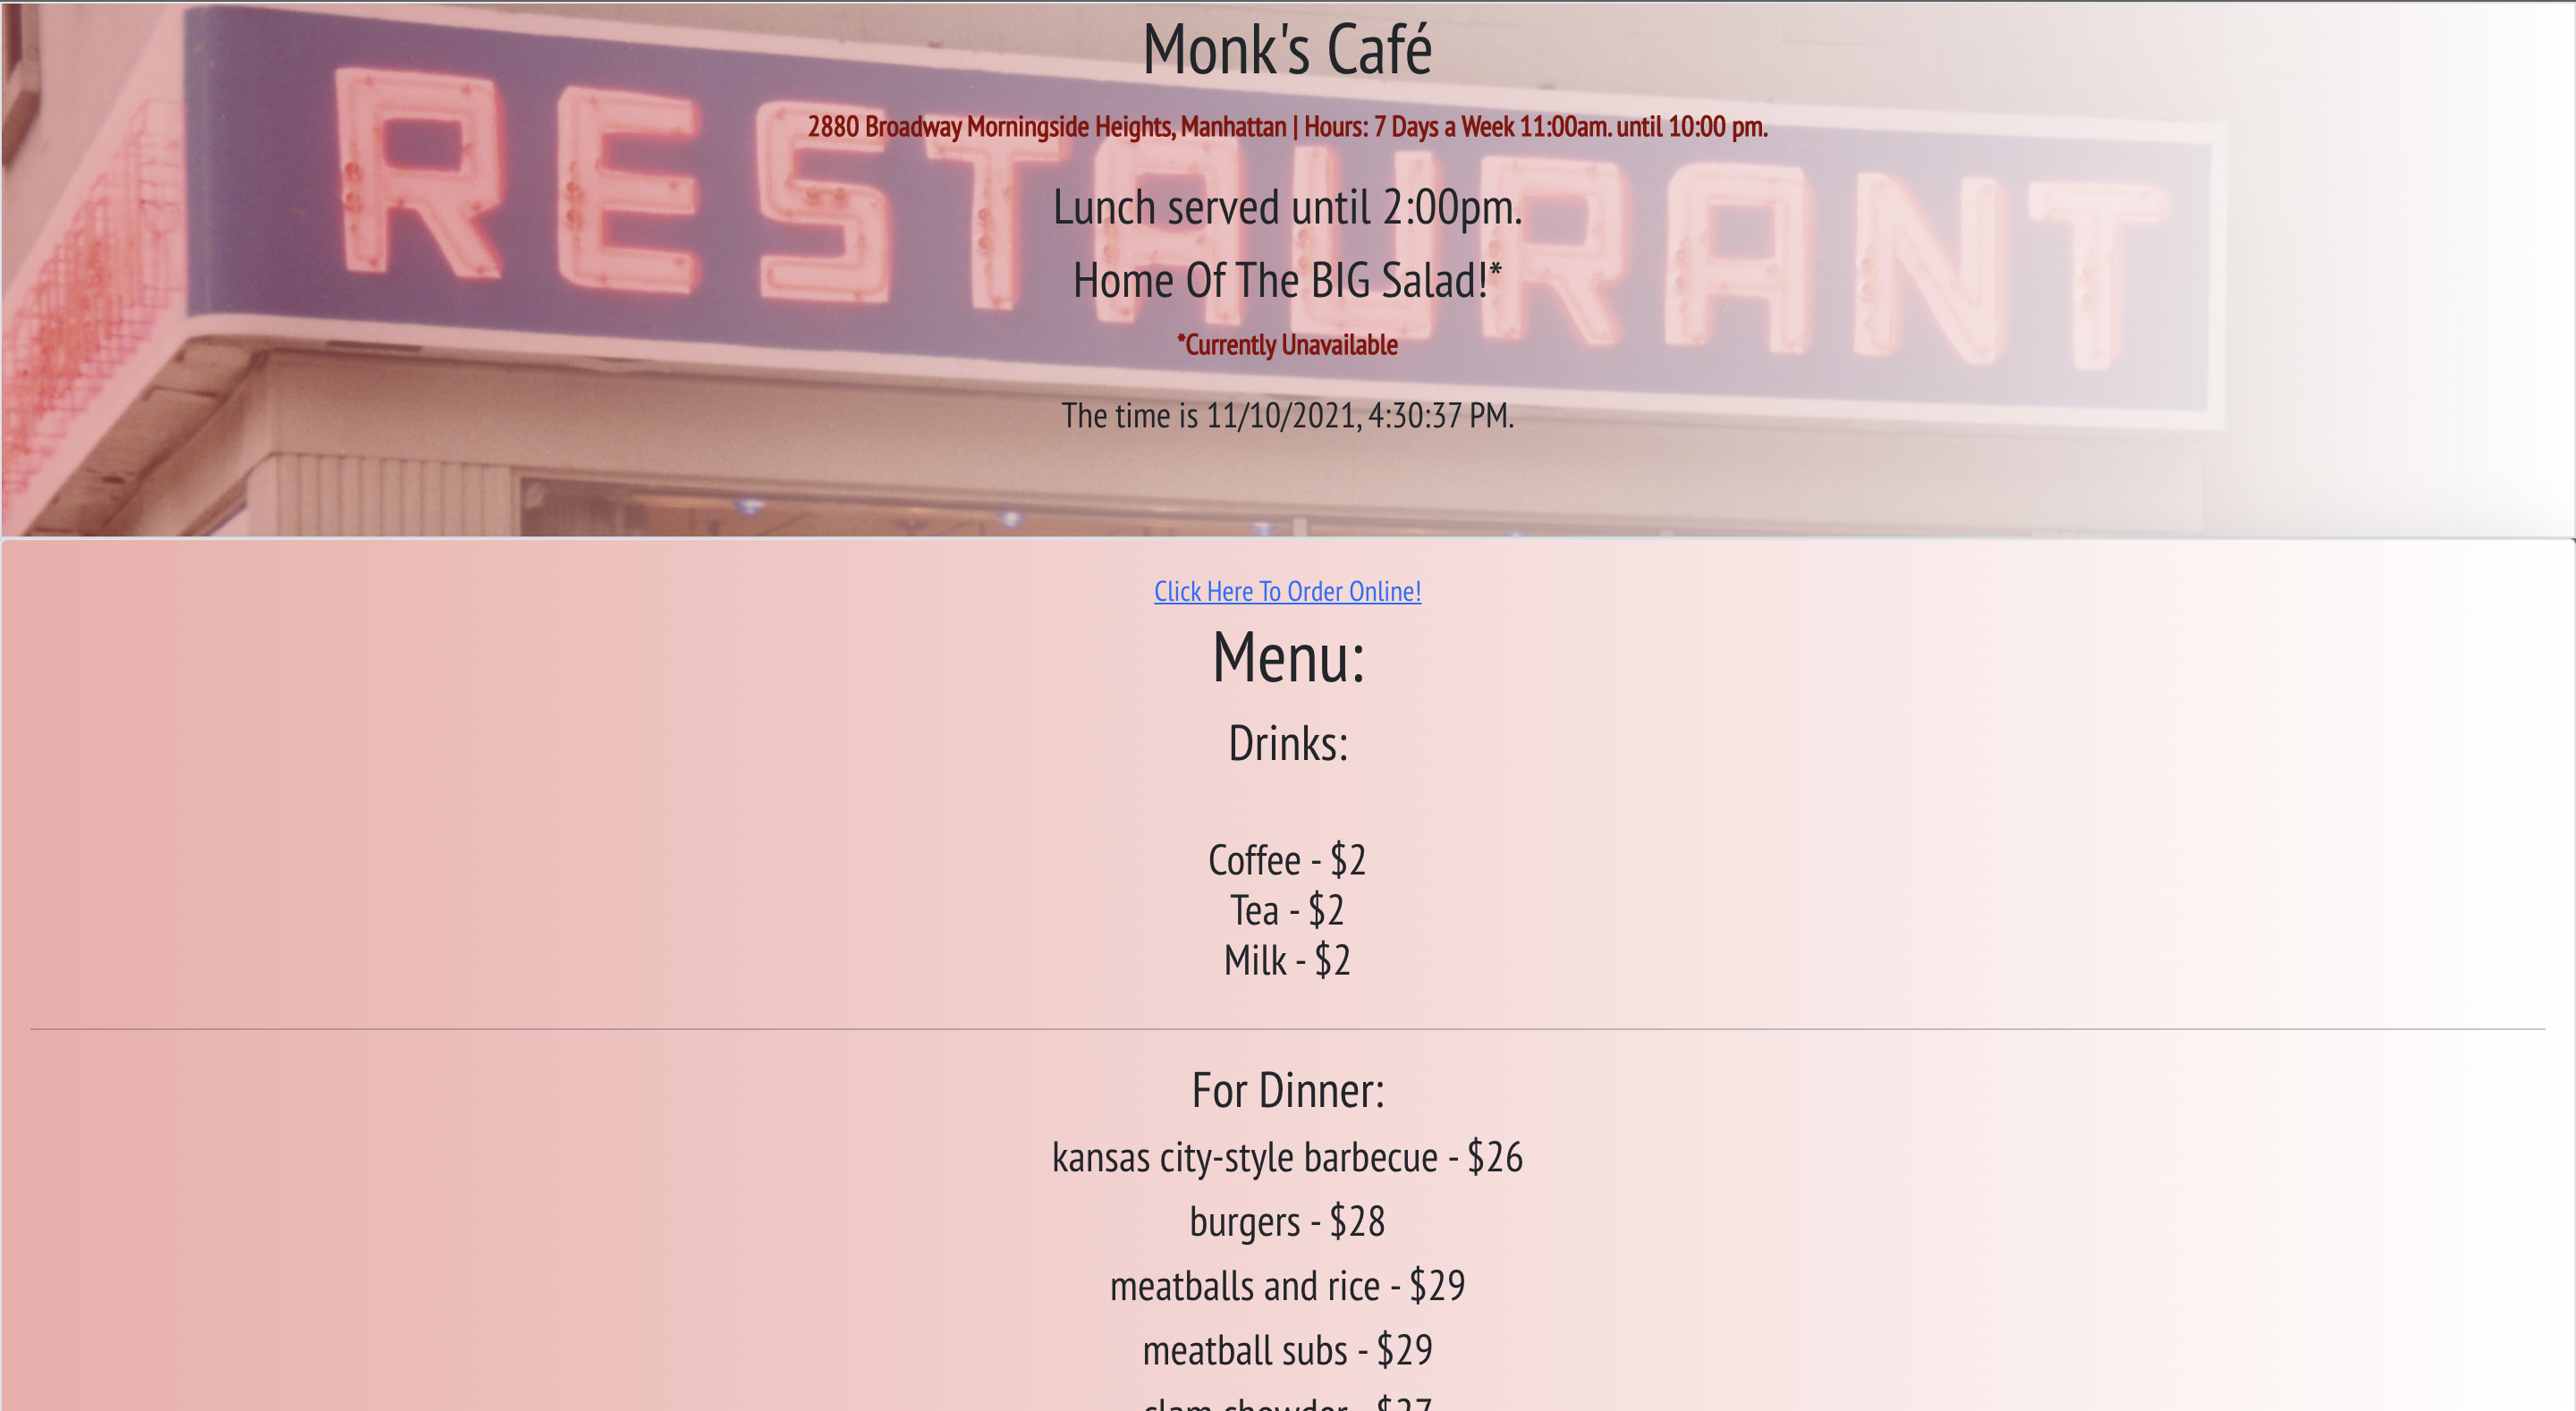 Monk's Café
RESTAURANT
2880 Broadway Morningside Heights, Manhattan | Hours: 7 Days a Week 11:00am. until 10:00 pm.
Lunch served until 2:00pm.
Home Of The BIG Salad!*
*Currently Unavailable
The time is 11/10/2021, 4:30:37 PM.
Click Here To Order Online!
Menu:
Drinks:
Coffee - $2
Tea - $2
Milk - $2
For Dinner:
kansas city-style barbecue - $26
burgers - $28
meatballs and rice - $29
meatball subs - $29
clam chowder - $27